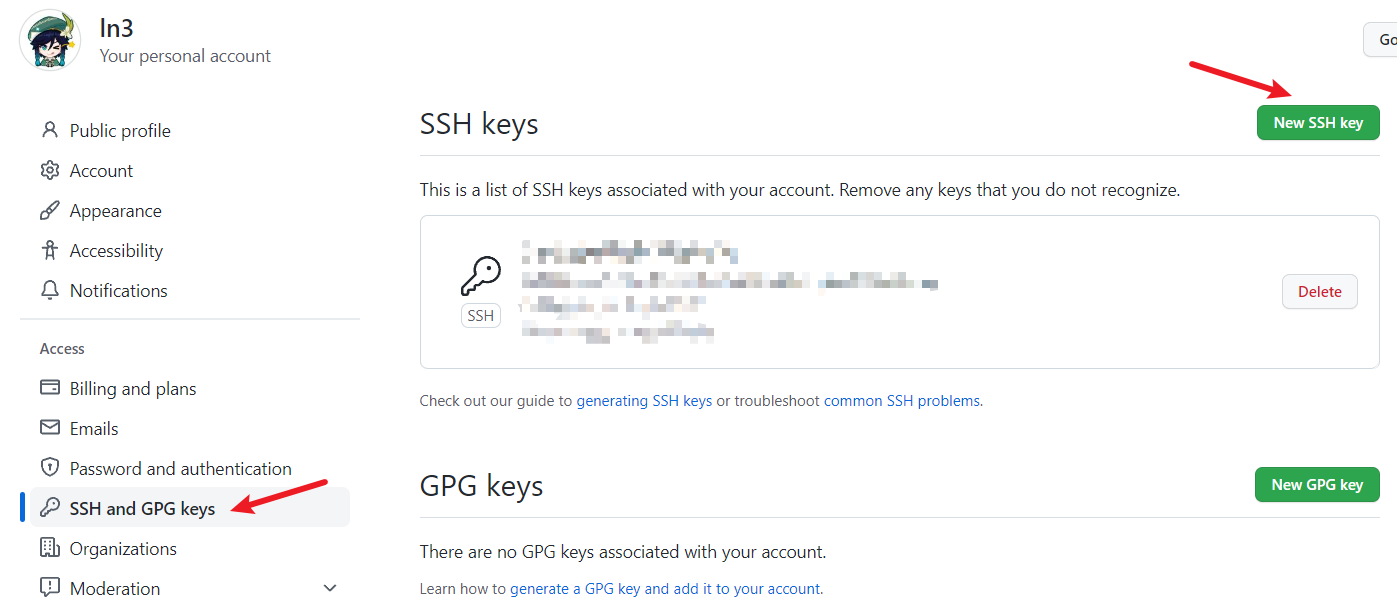 In3
Your personal account
Go
Public profile
Account
Appearance
Accessibility
Notifications
Access
Billing and plans
Emails
Password and authentication
SSH and GPG keys
Organizations
Moderation
SSH keys
New SSH key
This is a list of SSH keys associated with your account. Remove any keys that you do not recognize.
SSH
Delete
Check out our guide to generating SSH keys or troubleshoot common SSH problems.
GPG keys
New GPG key
There are no GPG keys associated with your account.
Learn how to generate a GPG key and add it to your account.